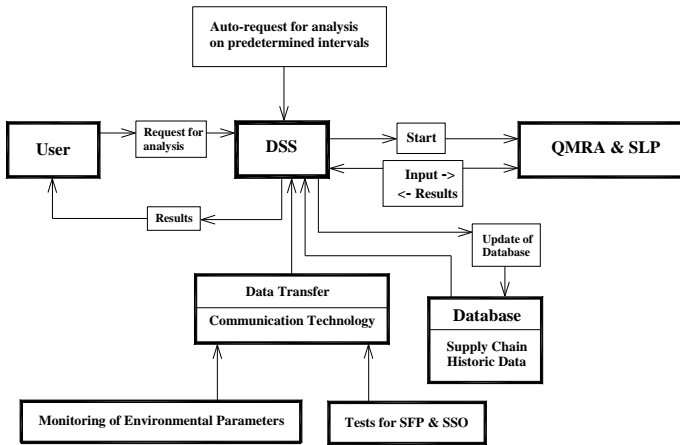 Auto-request for analysis
on predetermined intervals
User
Request for
analysis
DSS
Start
QMRA & SLP
Input ->
<- Results
Results
Update of
Database
Data Transfer
Communication Technology
Database
Supply Chain
Historic Data
Monitoring of Environmental Parameters
Tests for SFP & SSO